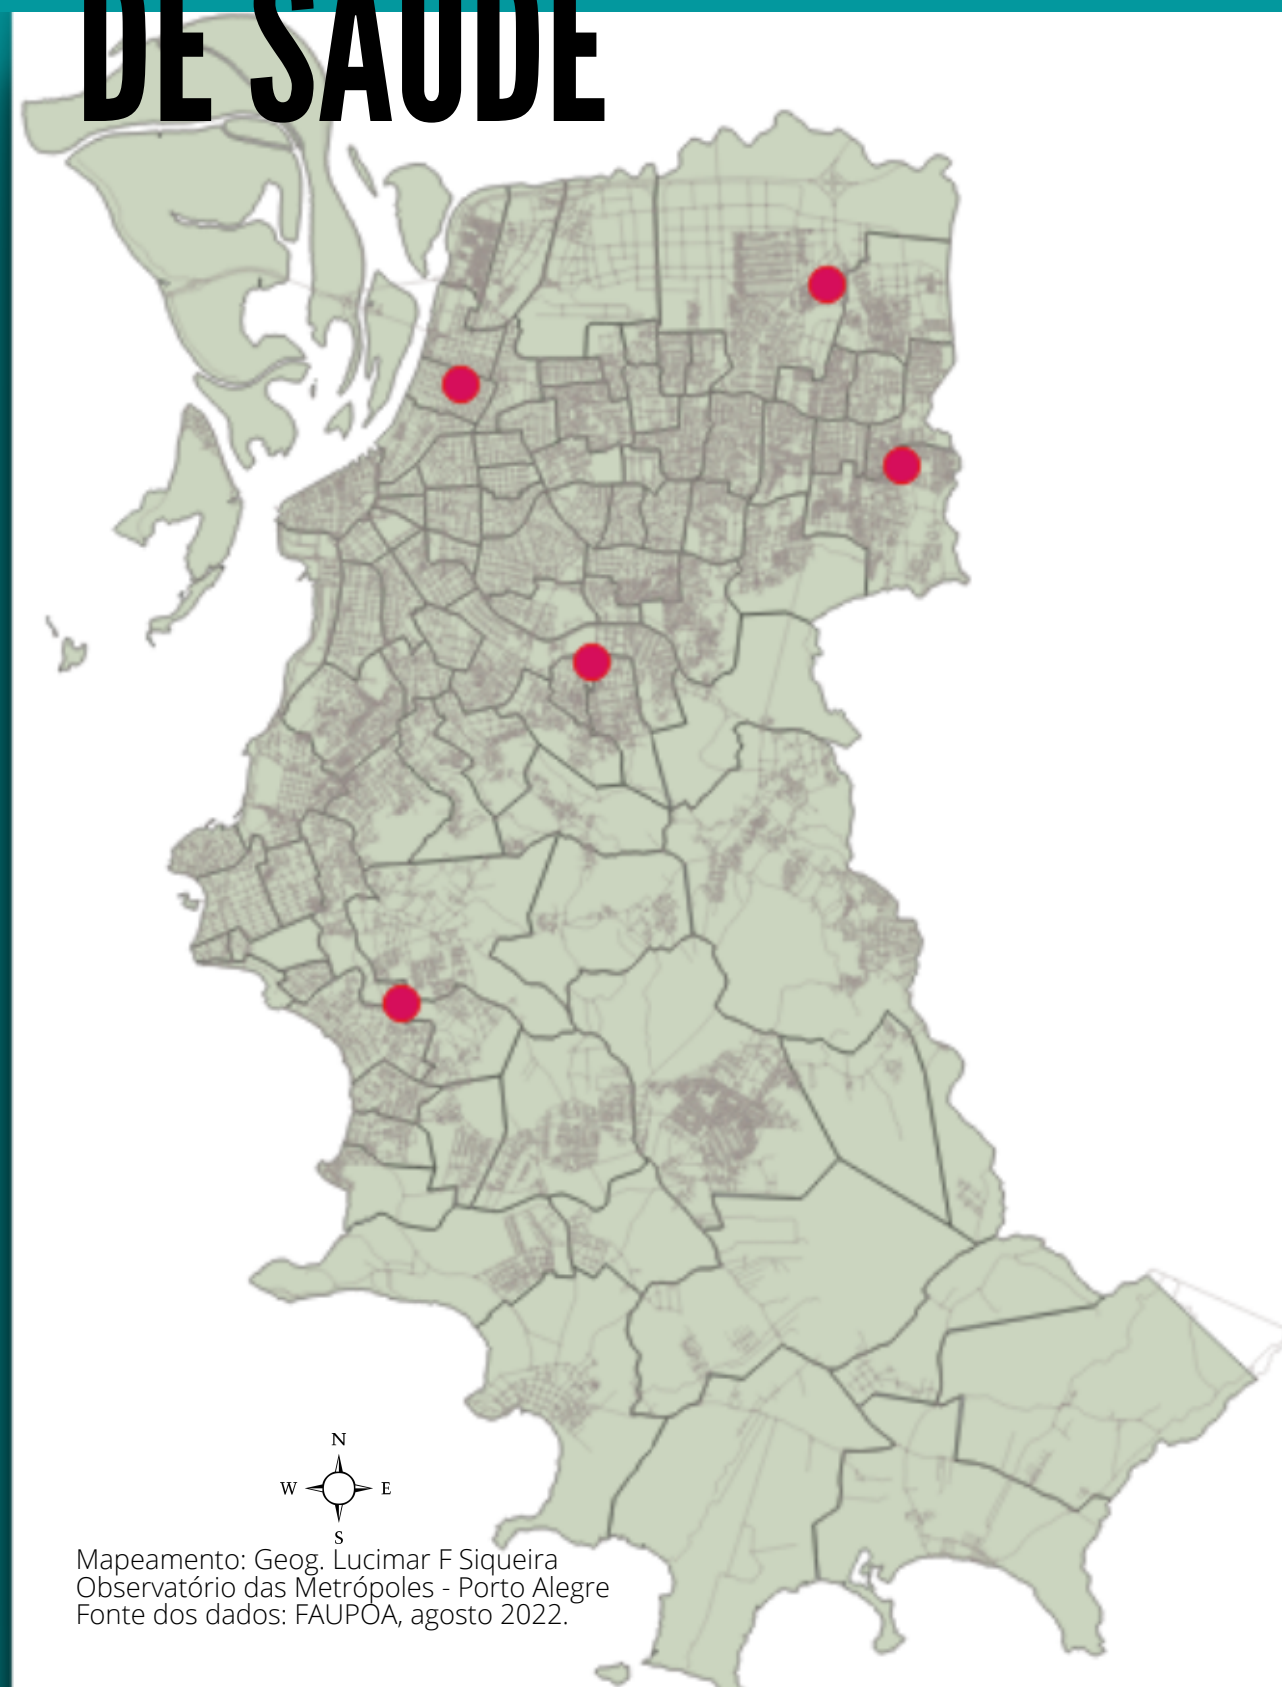 DE SAÚDE
N
W E
S
Mapeamento: Geog. Lucimar F Siqueira
Observatório das Metrópoles - Porto Alegre
Fonte dos dados: FAUPOA, agosto 2022.